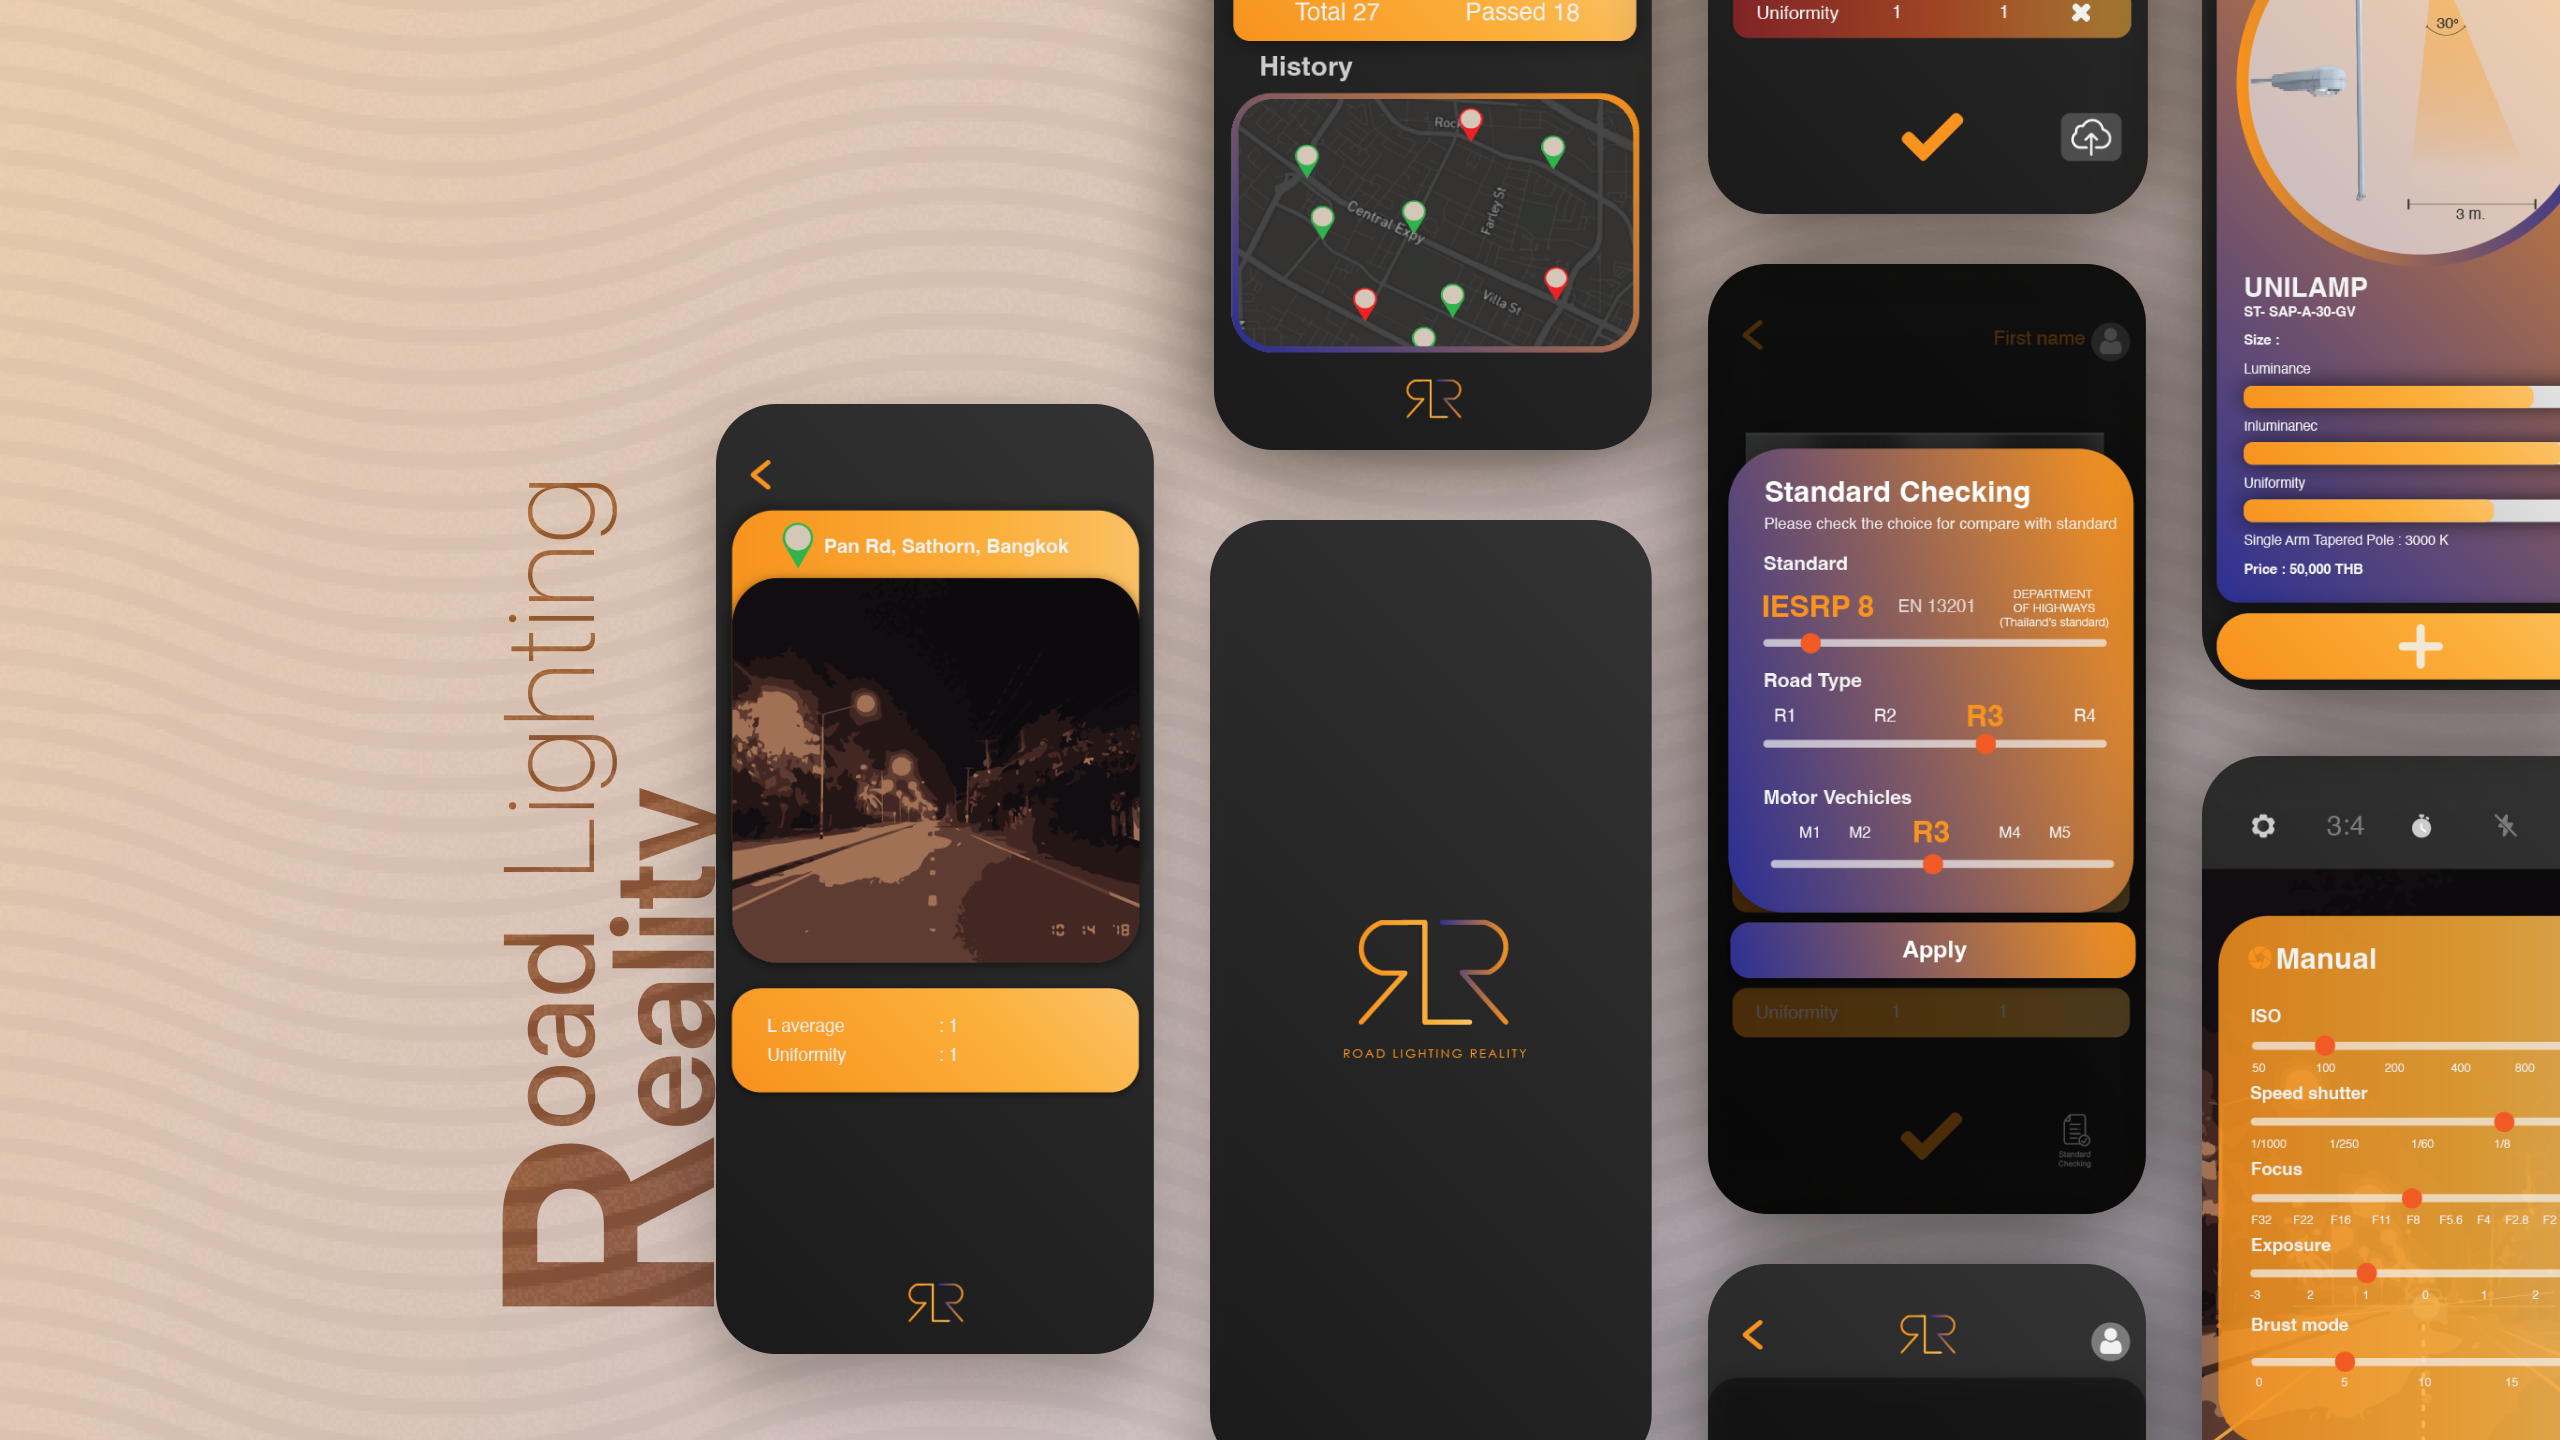 Road Lighting
Reality
Pan Rd, Sathorn, Bangkok
10 14 '18
L average : 1
Uniformity : 1
RLR
Total 27 Passed 18
History
Central Expy
Farley St
Villa St
RLR
RLR
ROAD LIGHTING REALITY
Uniformity 1 1
First name
Standard Checking
Please check the choice for compare with standard
Standard
IESRP 8 EN 13201 DEPARTMENT
OF HIGHWAYS
(Thailand's standard)
Road Type
R1 R2 R3 R4
Motor Vechicles
M1 M2 R3 M4 M5
Apply
Uniformity 1 1
Standard
Checking
RLR
30°
3 m.
UNILAMP
ST- SAP-A-30-GV
Size :
Luminance
Inluminanec
Uniformity
Single Arm Tapered Pole : 3000 K
Price : 50,000 THB
3:4
Manual
ISO
50 100 200 400 800
Speed shutter
1/1000 1/250 1/60 1/8
Focus
F32 F22 F16 F11 F8 F5.6 F4 F2.8 F2
Exposure
-3 2 1 0 1 2
Brust mode
0 5 10 15